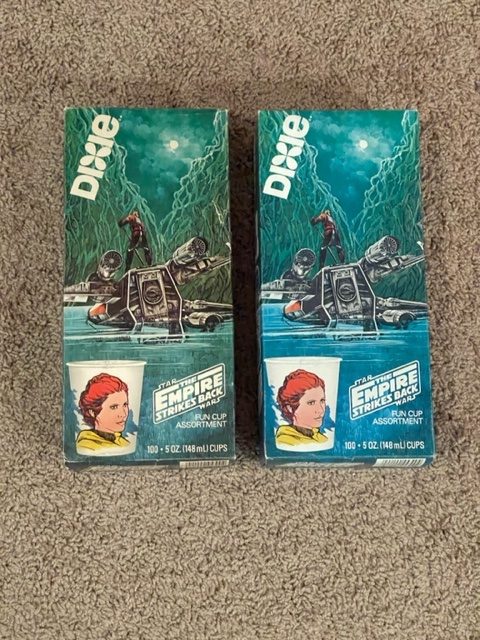 DIXIE
STAR
THE
EMPIRE
STRIKES BACK
WARS
FUN CUP
ASSORTMENT
100 • 5 OZ. (148 mL) CUPS
DIXIE
STAR
THE
EMPIRE
STRIKES BACK
WARS
FUN CUP
ASSORTMENT
100 • 5 OZ. (148 mL) CUPS